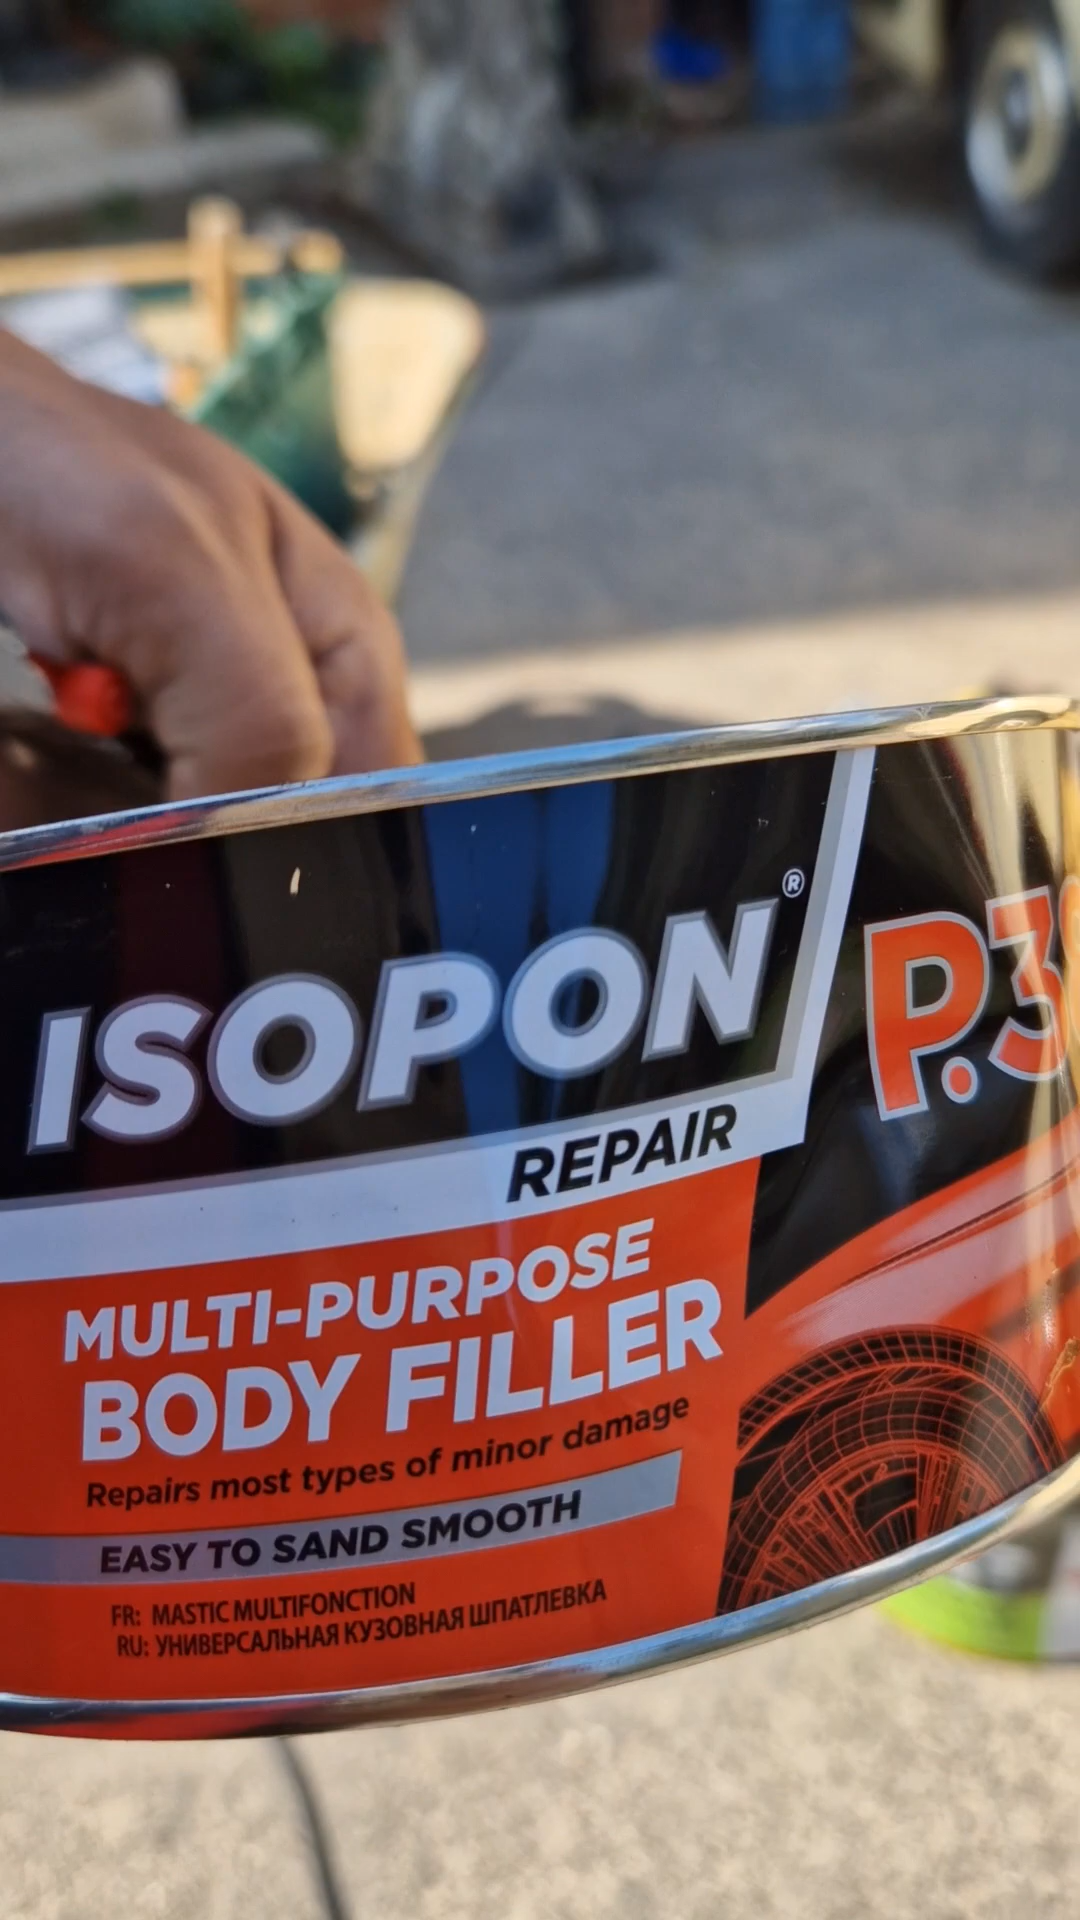 ISOPON®
P.3
REPAIR
MULTI-PURPOSE
BODY FILLER
Repairs most types of minor damage
EASY TO SAND SMOOTH
FR: MASTIC MULTIFONCTION
RU: УНИВЕРСАЛЬНАЯ КУЗОВНАЯ ШПАТЛЕВКА